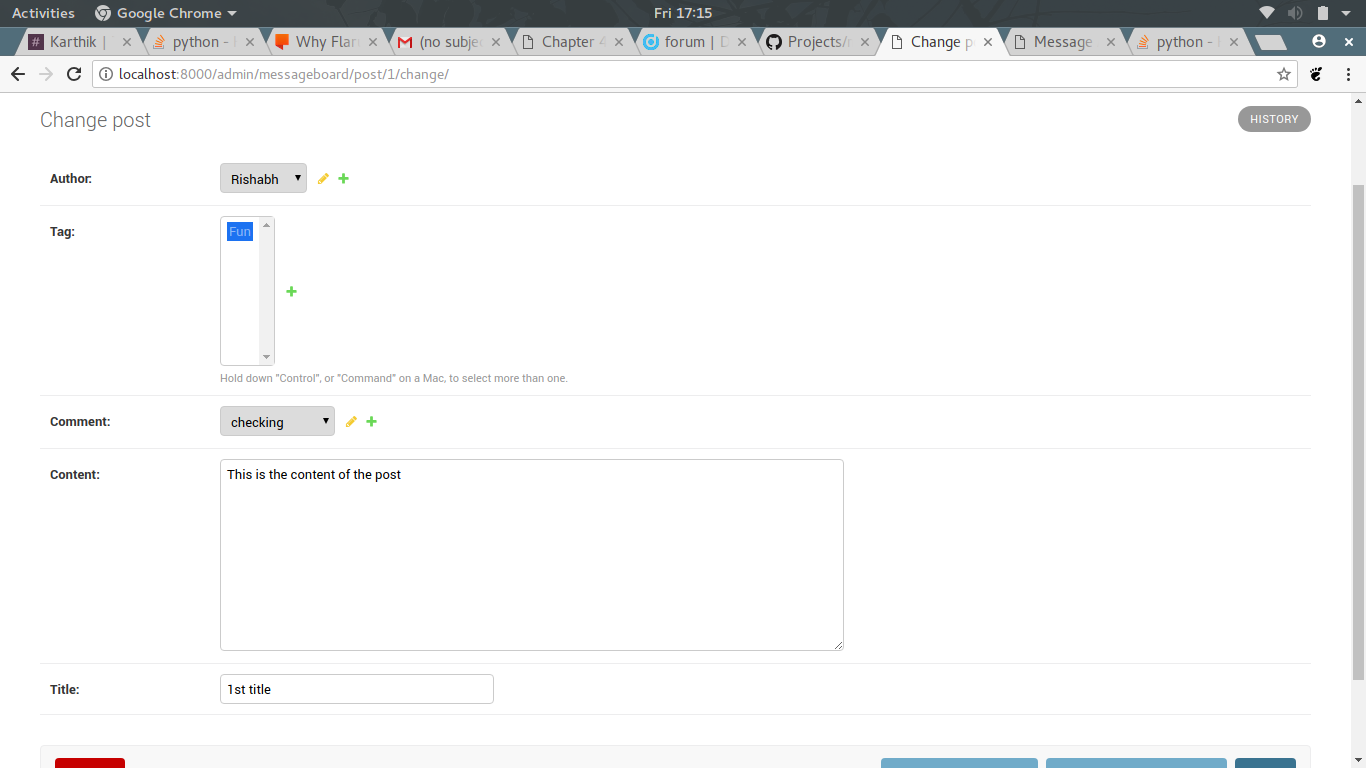 Activities Google Chrome Fri 17:15
Karthik | python - Why Flar (no subje Chapter 4 forum | D Projects/r Change p Message python -
localhost:8000/admin/messageboard/post/1/change/
Change post HISTORY
Author: Rishabh
Tag: Fun
Hold down "Control", or "Command" on a Mac, to select more than one.
Comment: checking
Content: This is the content of the post
Title: 1st title